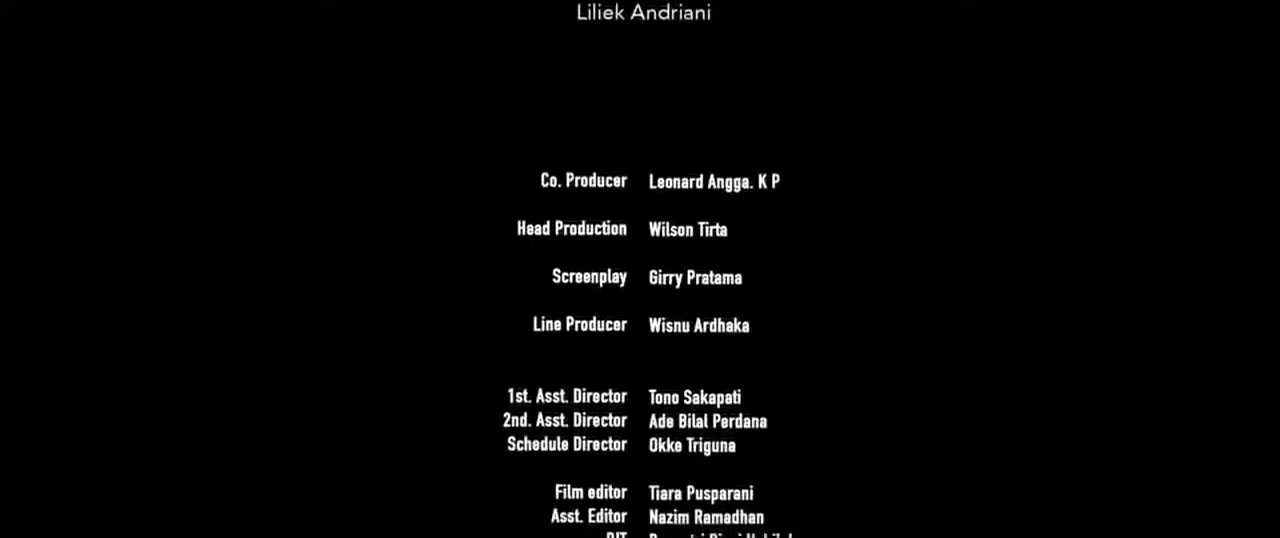 Liliek Andriani
Co. Producer Leonard Angga. K P
Head Production Wilson Tirta
Screenplay Girry Pratama
Line Producer Wisnu Ardhaka
1st. Asst. Director Tono Sakapati
2nd. Asst. Director Ade Bilal Perdana
Schedule Director Okke Triguna
Film editor Tiara Pusparani
Asst. Editor Nazim Ramadhan
DIT